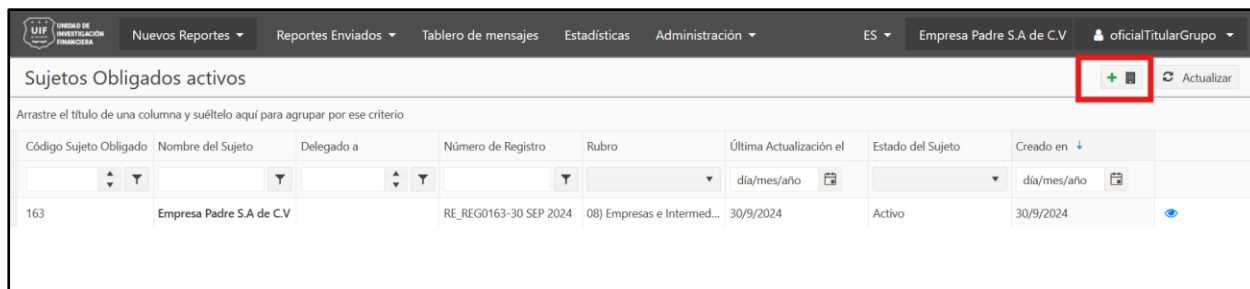 UIF UNIDAD DE INVESTIGACIÓN FINANCIERA
Nuevos Reportes Reportes Enviados Tablero de mensajes Estadísticas Administración ES Empresa Padre S.A de C.V oficialTitularGrupo
Sujetos Obligados activos
+ Actualizar
Arrastre el título de una columna y suéltelo aquí para agrupar por ese criterio
Código Sujeto Obligado Nombre del Sujeto Delegado a Número de Registro Rubro Última Actualización el Estado del Sujeto Creado en ↓
día/mes/año día/mes/año
163 Empresa Padre S.A de C.V RE_REG0163-30 SEP 2024 08) Empresas e Intermed... 30/9/2024 Activo 30/9/2024